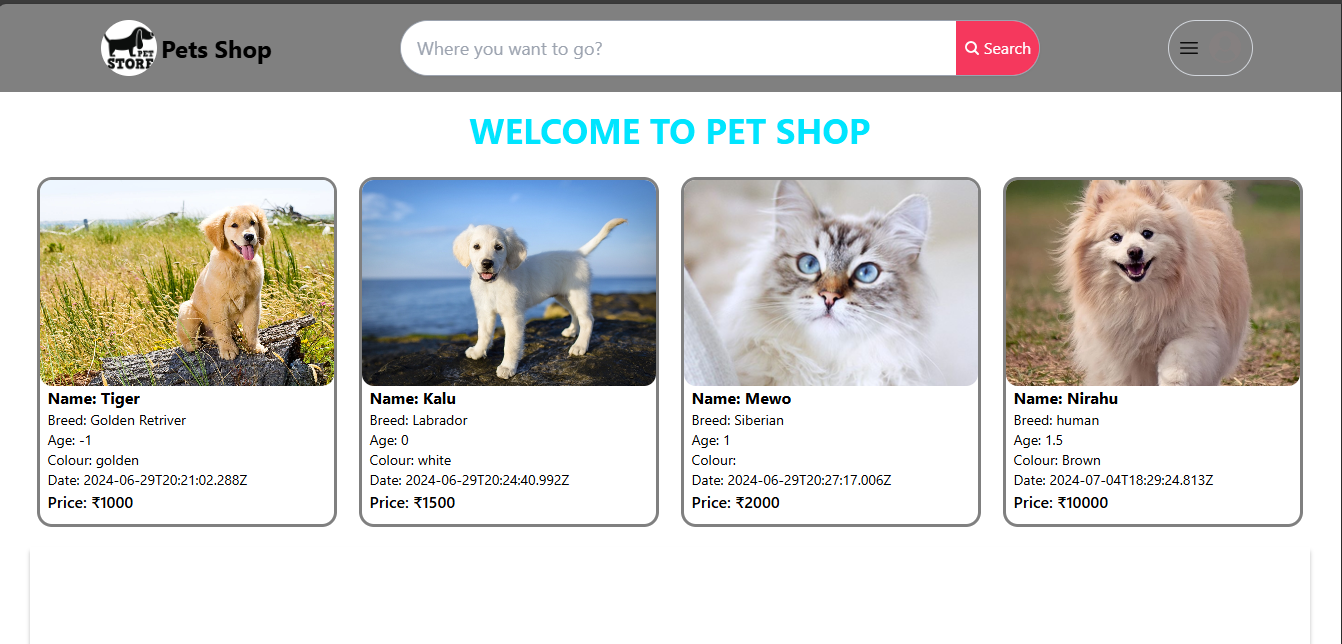 PET
STORE
Pets Shop
Where you want to go?
Search
WELCOME TO PET SHOP
Name: Tiger
Breed: Golden Retriver
Age: -1
Colour: golden
Date: 2024-06-29T20:21:02.288Z
Price: ₹1000
Name: Kalu
Breed: Labrador
Age: 0
Colour: white
Date: 2024-06-29T20:24:40.992Z
Price: ₹1500
Name: Mewo
Breed: Siberian
Age: 1
Colour:
Date: 2024-06-29T20:27:17.006Z
Price: ₹2000
Name: Nirahu
Breed: human
Age: 1.5
Colour: Brown
Date: 2024-07-04T18:29:24.813Z
Price: ₹10000